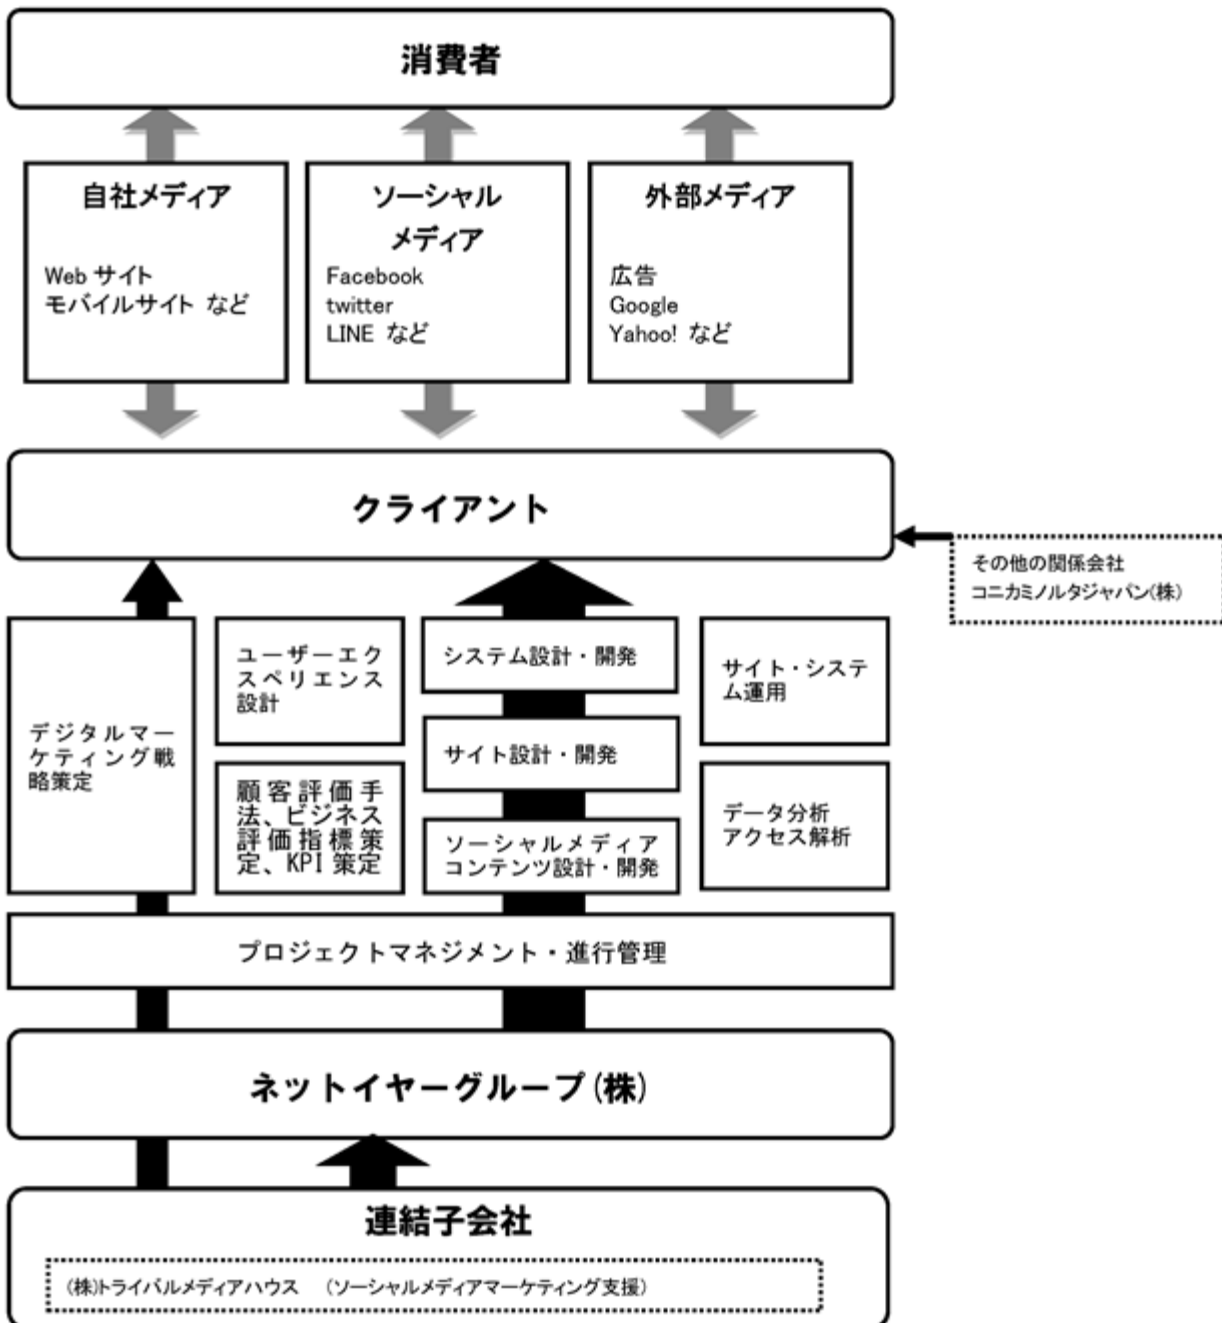 消費者
自社メディア
Web サイト
モバイルサイト など
ソーシャル
メディア
Facebook
twitter
LINE など
外部メディア
広告
Google
Yahoo! など
クライアント
その他の関係会社
コニカミノルタジャパン(株)
デジタルマー
ケティング戦
略策定
ユーザーエク
スペリエンス
設計
顧客評価手
法、ビジネス
評価指標策
定、KPI 策定
システム設計・開発
サイト設計・開発
ソーシャルメディア
コンテンツ設計・開発
サイト・システ
ム運用
データ分析
アクセス解析
プロジェクトマネジメント・進行管理
ネットイヤーグループ(株)
連結子会社
(株)トライバルメディアハウス (ソーシャルメディアマーケティング支援)